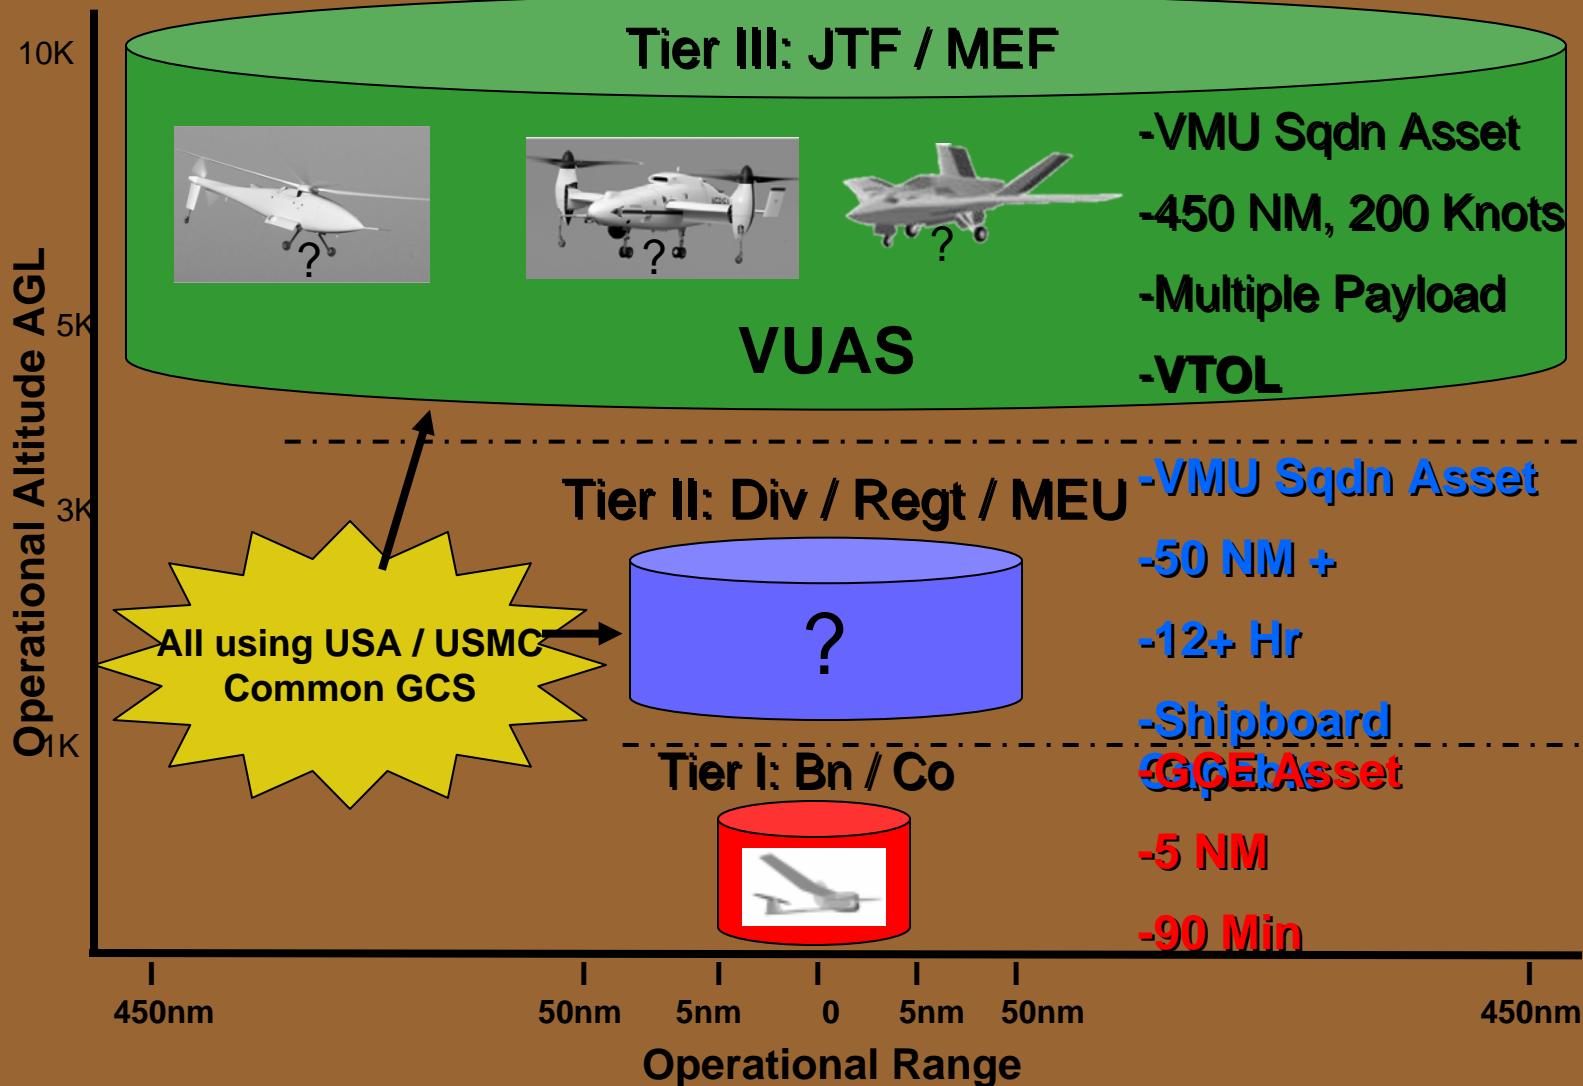 10K
Tier III: JTF / MEF
-VMU Sqdn Asset
-450 NM, 200 Knots
-Multiple Payload
-VTOL
?
?
?
VUAS
Operational Altitude AGL
5K
3K
1K
Tier II: Div / Regt / MEU
-VMU Sqdn Asset
-50 NM +
-12+ Hr
-Shipboard
Capable
?
All using USA / USMC
Common GCS
Tier I: Bn / Co
-GCE Asset
-5 NM
-90 Min
450nm
50nm
5nm
0
5nm
50nm
450nm
Operational Range